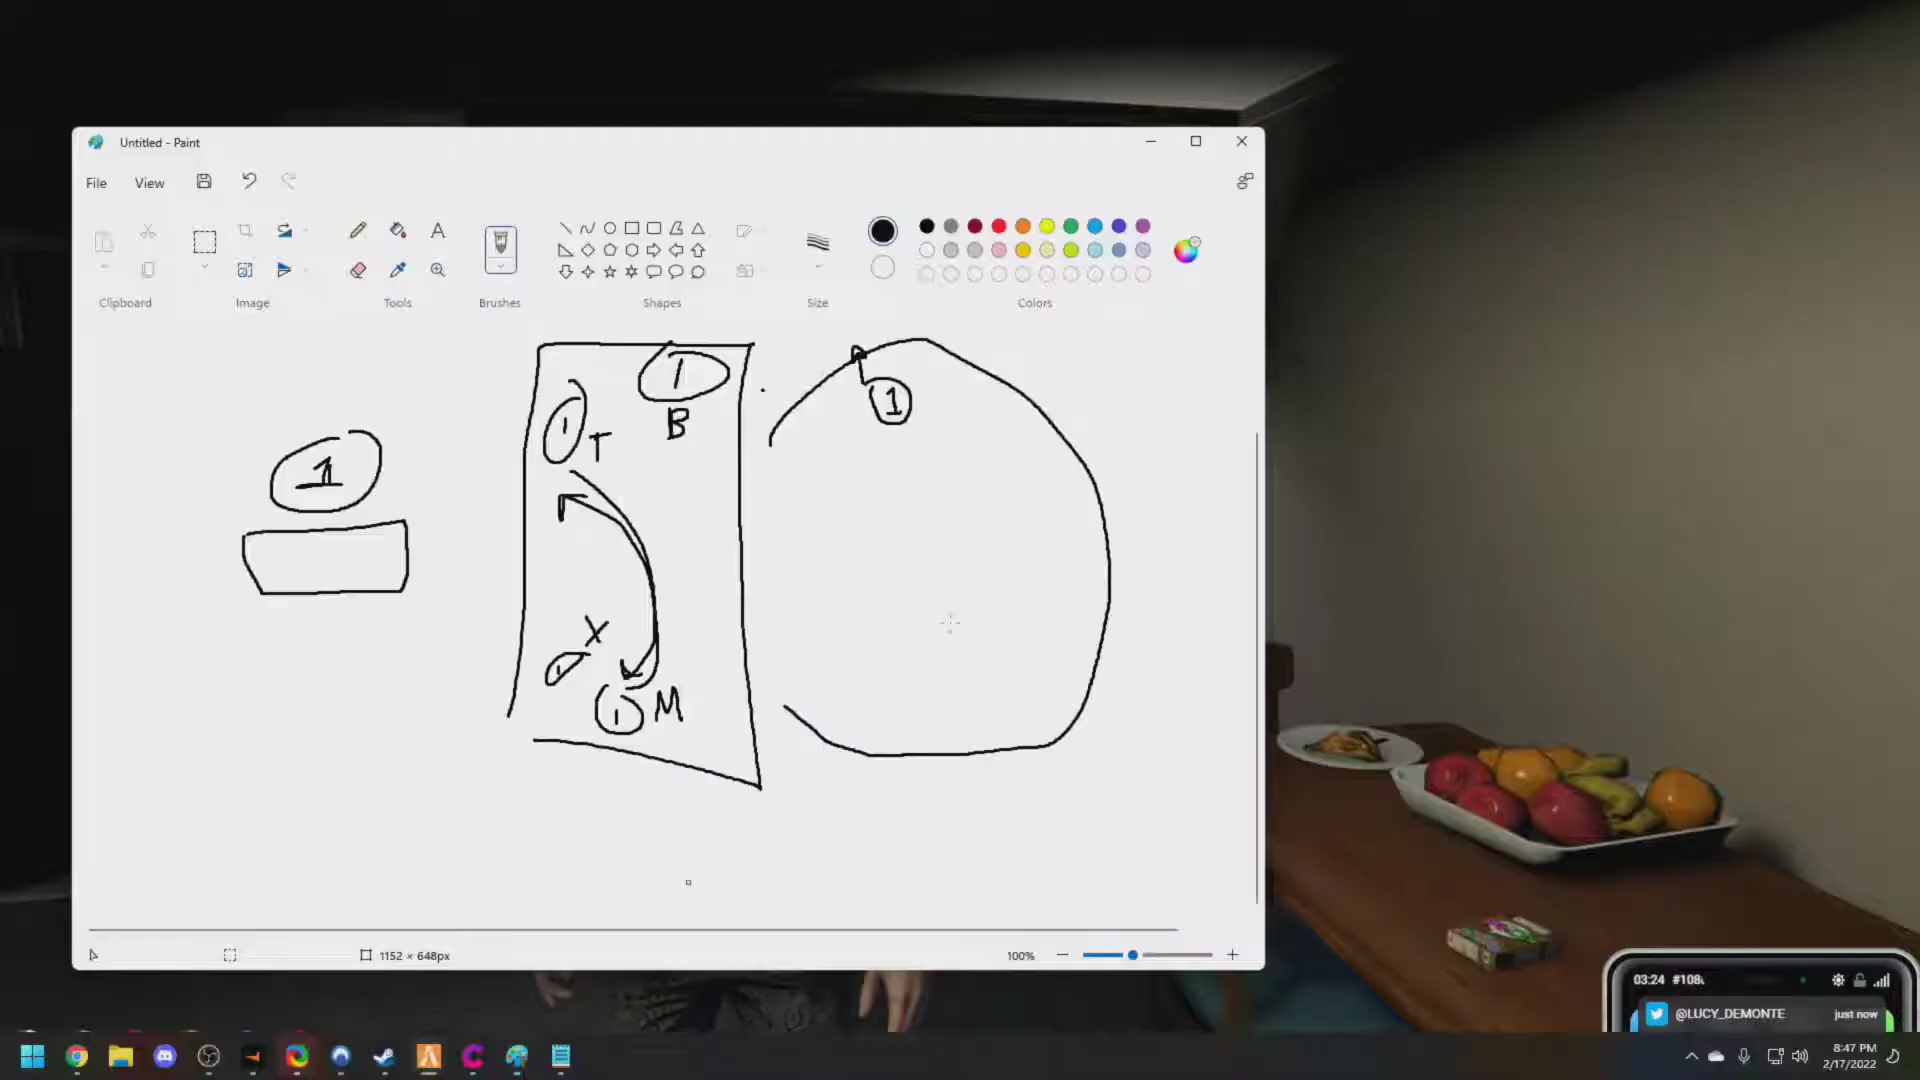 Untitled - Paint
File View
Clipboard Image Tools Brushes Shapes Size Colors
1
B
1
T
1
1
X
1
M
1152 × 648px
100%
03:24
@LUCY_DEMONTE just now
8:47 PM
2/17/2022